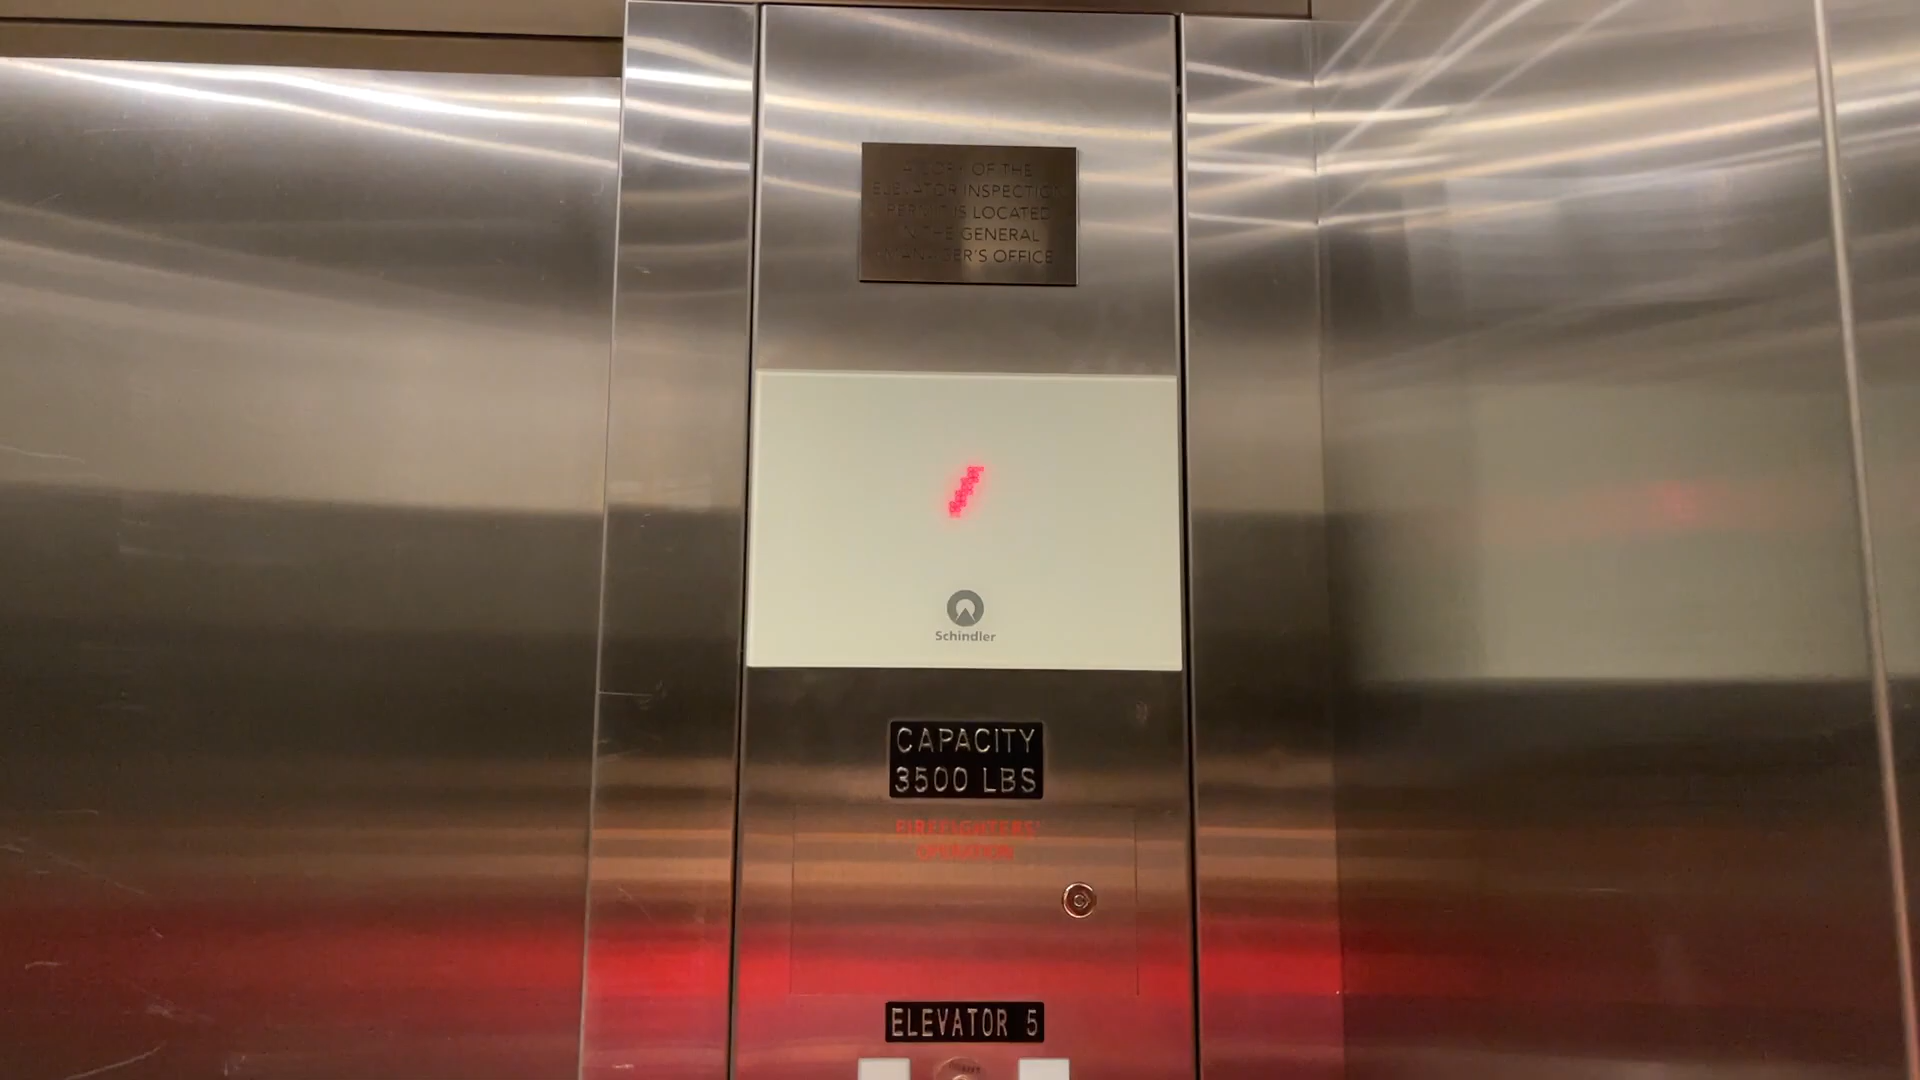 A COPY OF THE
ELEVATOR INSPECTION
PERMIT IS LOCATED
IN THE GENERAL
MANAGER'S OFFICE
Schindler
CAPACITY
3500 LBS
FIREFIGHTERS'
OPERATION
ELEVATOR 5